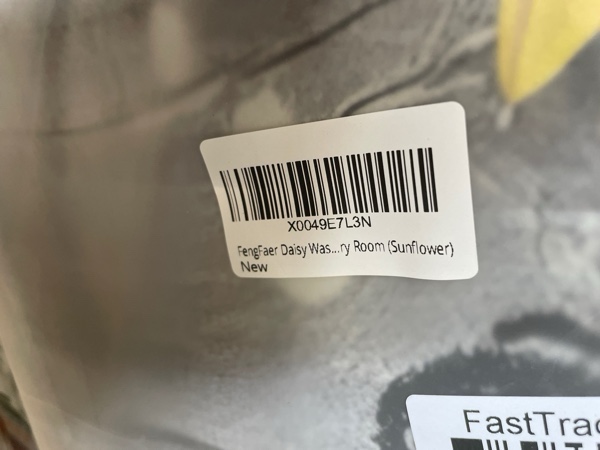 X0049E7L3N
FengFaer Daisy Was...ry Room (Sunflower)
New
FastTrac